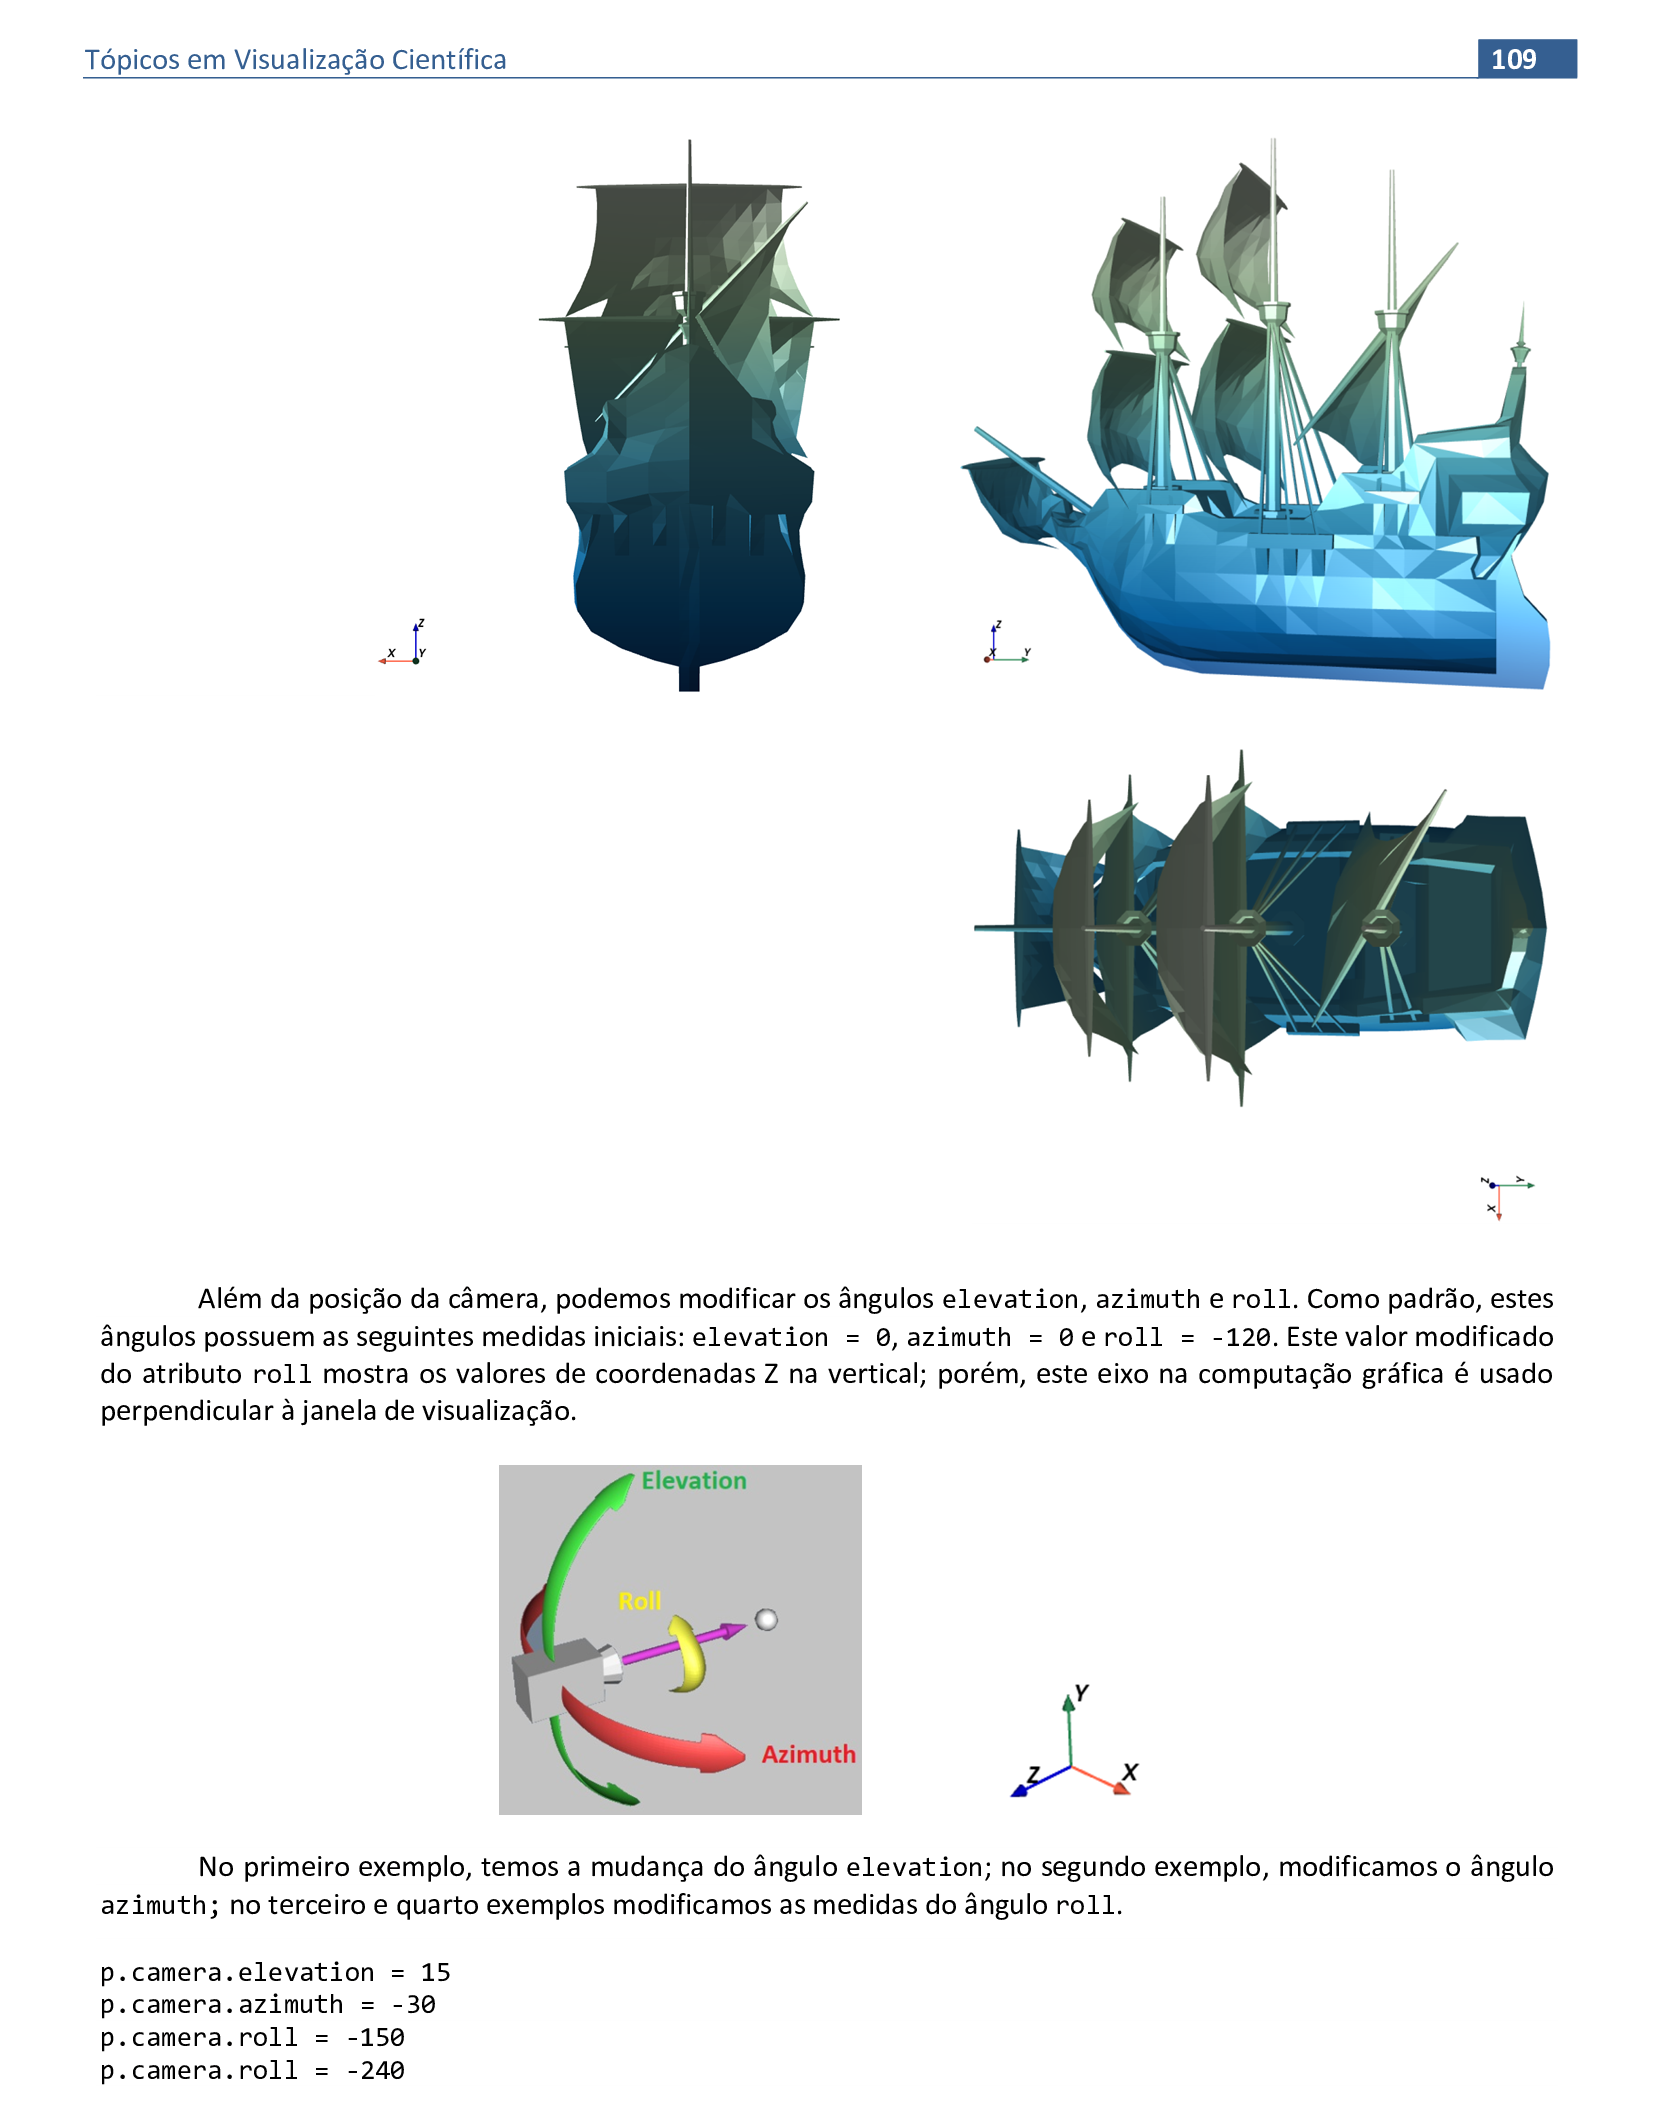 Tópicos em Visualização Científica
109
Z
X
Y
Z
X
Y
Z
Y
X
Além da posição da câmera, podemos modificar os ângulos elevation, azimuth e roll. Como padrão, estes
ângulos possuem as seguintes medidas iniciais: elevation = 0, azimuth = 0 e roll = -120. Este valor modificado
do atributo roll mostra os valores de coordenadas Z na vertical; porém, este eixo na computação gráfica é usado
perpendicular à janela de visualização.
Elevation
Roll
Azimuth
Y
Z
X
No primeiro exemplo, temos a mudança do ângulo elevation; no segundo exemplo, modificamos o ângulo
azimuth; no terceiro e quarto exemplos modificamos as medidas do ângulo roll.
p.camera.elevation = 15
p.camera.azimuth = -30
p.camera.roll = -150
p.camera.roll = -240